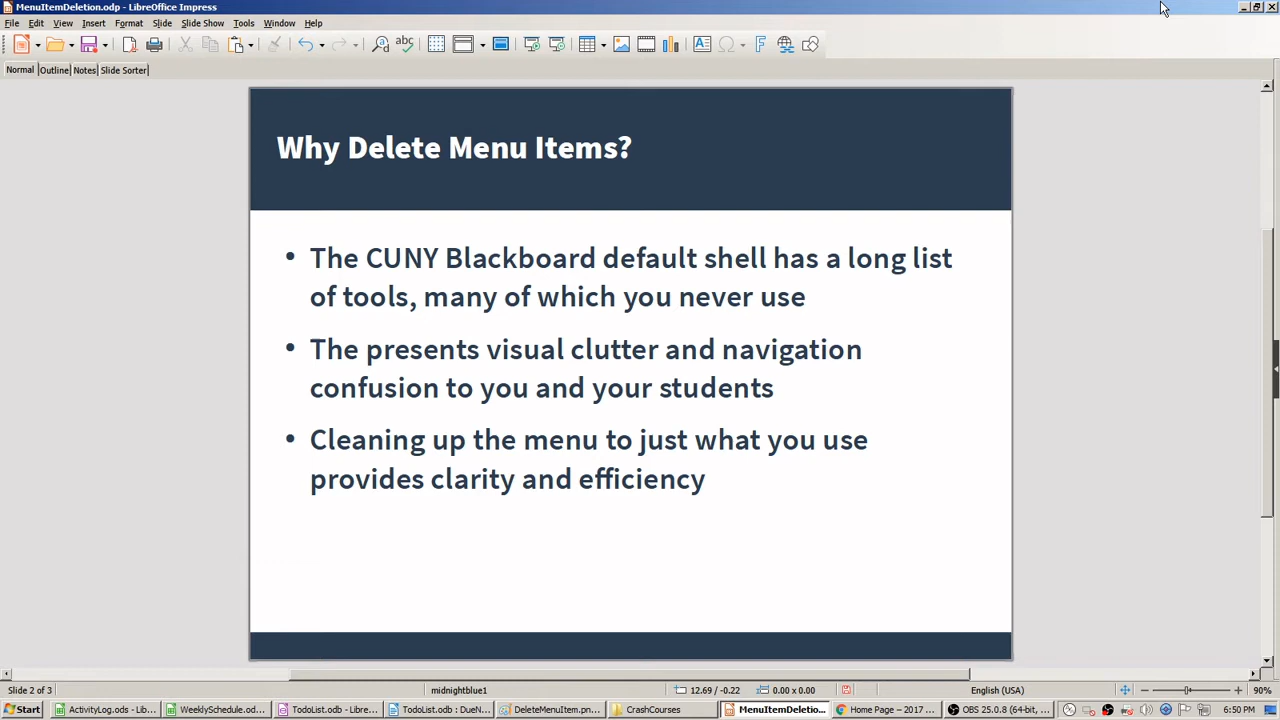 MenuItemDeletion.odp - LibreOffice Impress
File Edit View Insert Format Slide Slide Show Tools Window Help
Normal Outline Notes Slide Sorter
Why Delete Menu Items?
• The CUNY Blackboard default shell has a long list
of tools, many of which you never use
• The presents visual clutter and navigation
confusion to you and your students
• Cleaning up the menu to just what you use
provides clarity and efficiency
Slide 2 of 3 midnightblue1 12.69 / -0.22 0.00 x 0.00 English (USA) 90%
Start ActivityLog.ods - Lib... WeeklySchedule.od... TodoList.odb - Libre... TodoList.odb : DueN... DeleteMenuItem.pn... CrashCourses MenuItemDeletio... Home Page – 2017 ... OBS 25.0.8 (64-bit, ... 6:50 PM